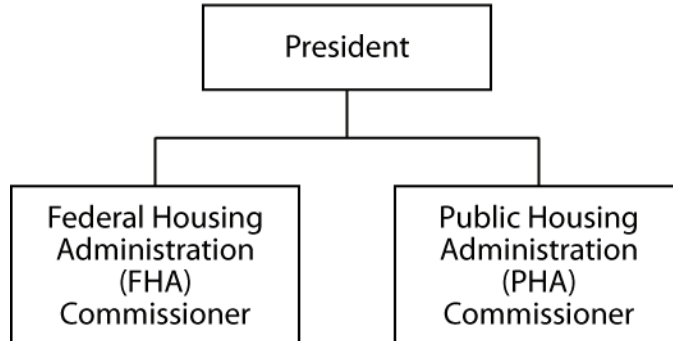 President
Federal Housing
Administration
(FHA)
Commissioner
Public Housing
Administration
(PHA)
Commissioner